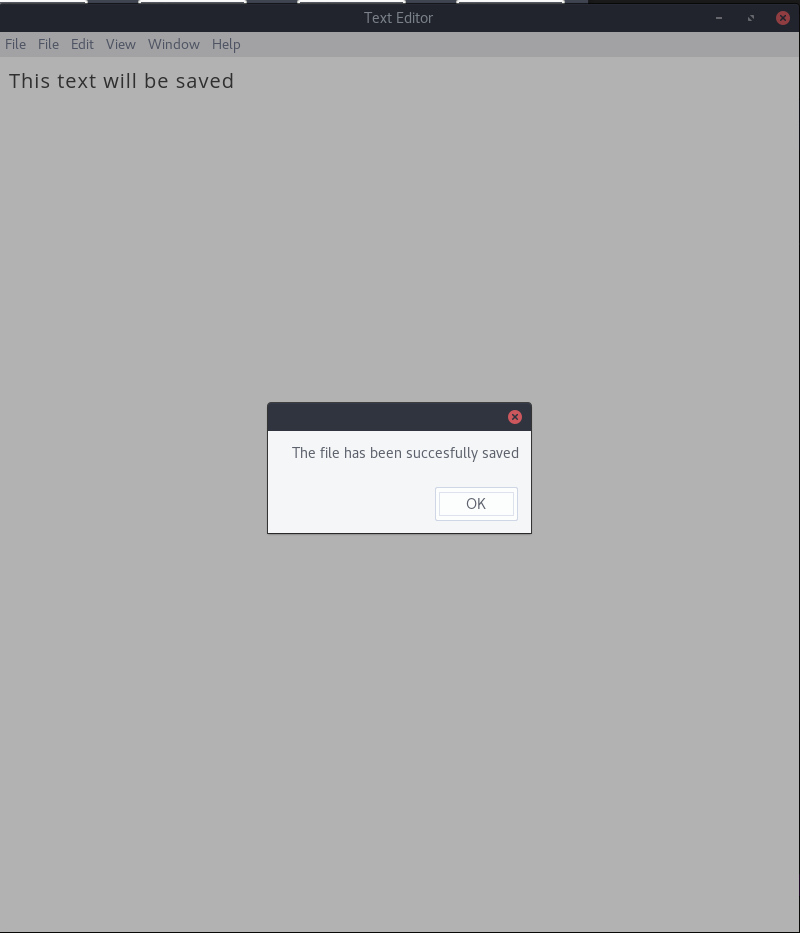 Text Editor
File File Edit View Window Help
This text will be saved
The file has been succesfully saved
OK